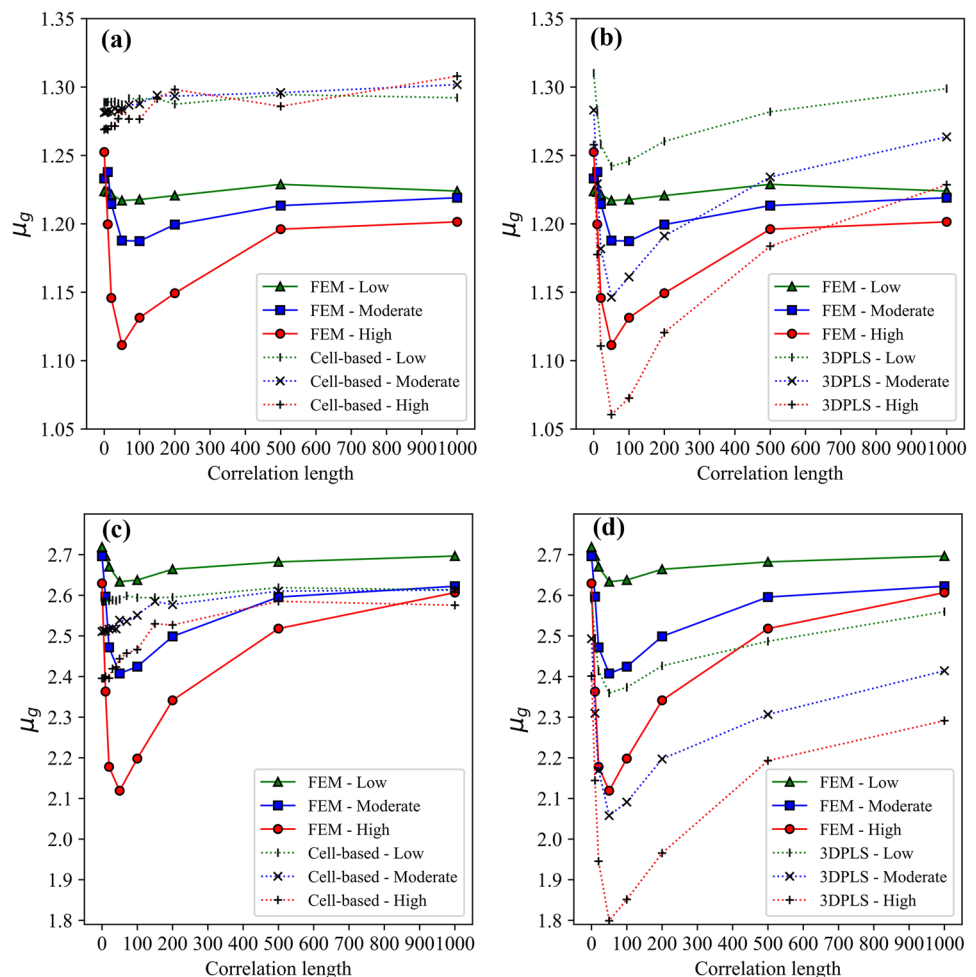 (a)
1.35
1.30
1.25
1.20
1.15
1.10
1.05
μg
0 100 200 300 400 500 600 700 800 9001000
Correlation length
FEM - Low
FEM - Moderate
FEM - High
Cell-based - Low
Cell-based - Moderate
Cell-based - High
(b)
1.35
1.30
1.25
1.20
1.15
1.10
1.05
μg
0 100 200 300 400 500 600 700 800 9001000
Correlation length
FEM - Low
FEM - Moderate
FEM - High
3DPLS - Low
3DPLS - Moderate
3DPLS - High
(c)
2.7
2.6
2.5
2.4
2.3
2.2
2.1
2.0
1.9
1.8
μg
0 100 200 300 400 500 600 700 800 9001000
Correlation length
FEM - Low
FEM - Moderate
FEM - High
Cell-based - Low
Cell-based - Moderate
Cell-based - High
(d)
2.7
2.6
2.5
2.4
2.3
2.2
2.1
2.0
1.9
1.8
μg
0 100 200 300 400 500 600 700 800 9001000
Correlation length
FEM - Low
FEM - Moderate
FEM - High
3DPLS - Low
3DPLS - Moderate
3DPLS - High